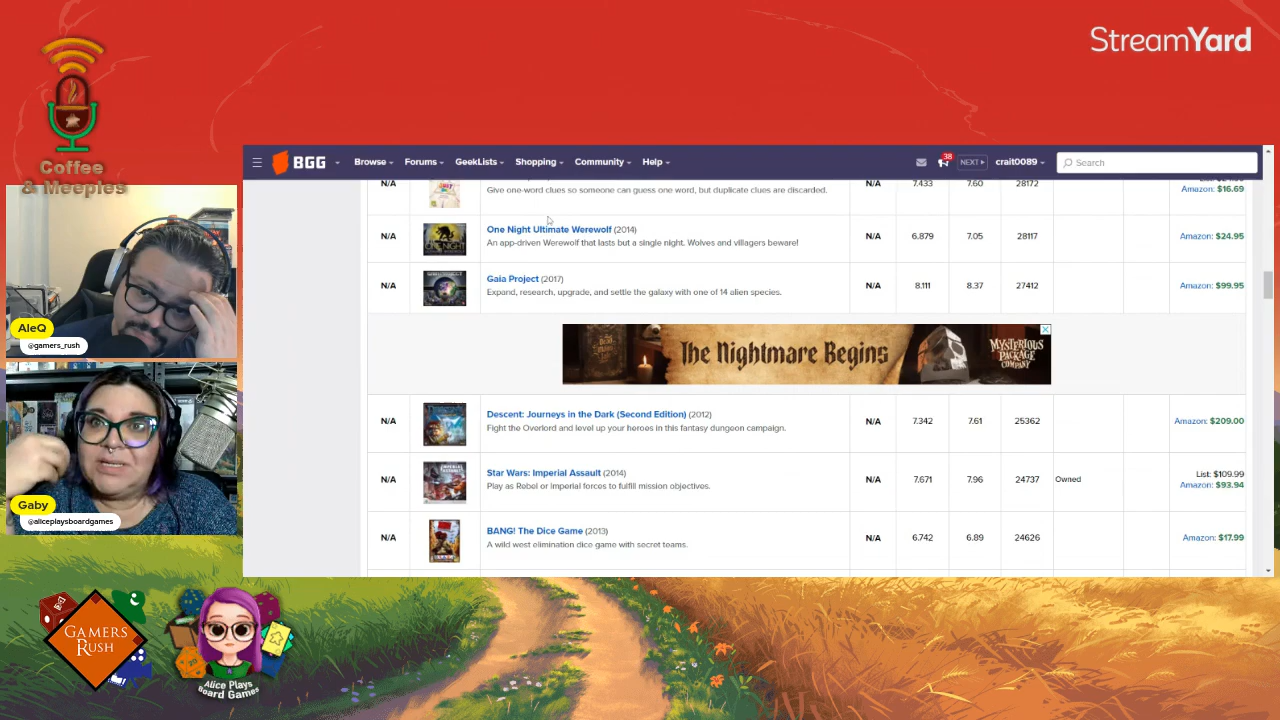 StreamYard
Coffee
& Meeples
BGG
Browse
Forums
GeekLists
Shopping
Community
Help
38
NEXT
crait0089
Search
N/A
Give one-word clues so someone can guess one word, but duplicate clues are discarded.
N/A
7.433
7.60
28172
Amazon: $16.69
N/A
One Night Ultimate Werewolf (2014)
An app-driven Werewolf that lasts but a single night. Wolves and villagers beware!
N/A
6.879
7.05
28117
Amazon: $24.95
N/A
Gaia Project (2017)
Expand, research, upgrade, and settle the galaxy with one of 14 alien species.
N/A
8.111
8.37
27412
Amazon: $99.95
The Nightmare Begins
MYSTERIOUS
PACKAGE
COMPANY
N/A
Descent: Journeys in the Dark (Second Edition) (2012)
Fight the Overlord and level up your heroes in this fantasy dungeon campaign.
N/A
7.342
7.61
25362
Amazon: $209.00
N/A
Star Wars: Imperial Assault (2014)
Play as Rebel or Imperial forces to fulfill mission objectives.
N/A
7.671
7.96
24737
Owned
List: $109.99
Amazon: $93.94
N/A
BANG! The Dice Game (2013)
A wild west elimination dice game with secret teams.
N/A
6.742
6.89
24626
Amazon: $17.99
AleQ
@gamers_rush
Gaby
@aliceplaysboardgames
GAMERS
RUSH
Alice Plays
Board Games